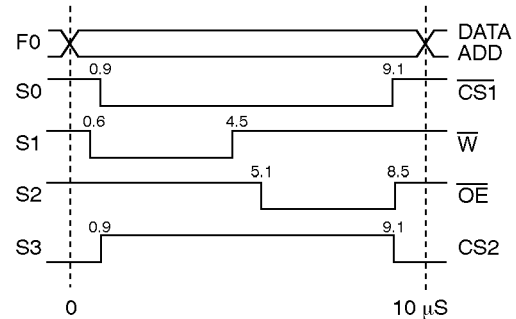 F0 DATA
ADD
0.9 9.1
S0 CS1
0.6 4.5
S1 W
5.1 8.5
S2 OE
0.9 9.1
S3 CS2
0 10 μS